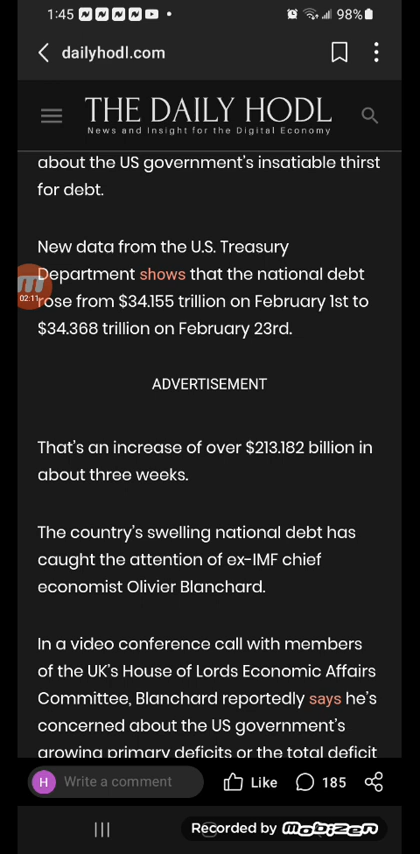 1:45
98%
dailyhodl.com
THE DAILY HODL
News and Insight for the Digital Economy
about the US government's insatiable thirst
for debt.
New data from the U.S. Treasury
Department shows that the national debt
02:11
rose from $34.155 trillion on February 1st to
$34.368 trillion on February 23rd.
ADVERTISEMENT
That's an increase of over $213.182 billion in
about three weeks.
The country's swelling national debt has
caught the attention of ex-IMF chief
economist Olivier Blanchard.
In a video conference call with members
of the UK's House of Lords Economic Affairs
Committee, Blanchard reportedly says he's
concerned about the US government's
growing primary deficits or the total deficit
H Write a comment Like 185
Recorded by mobizen